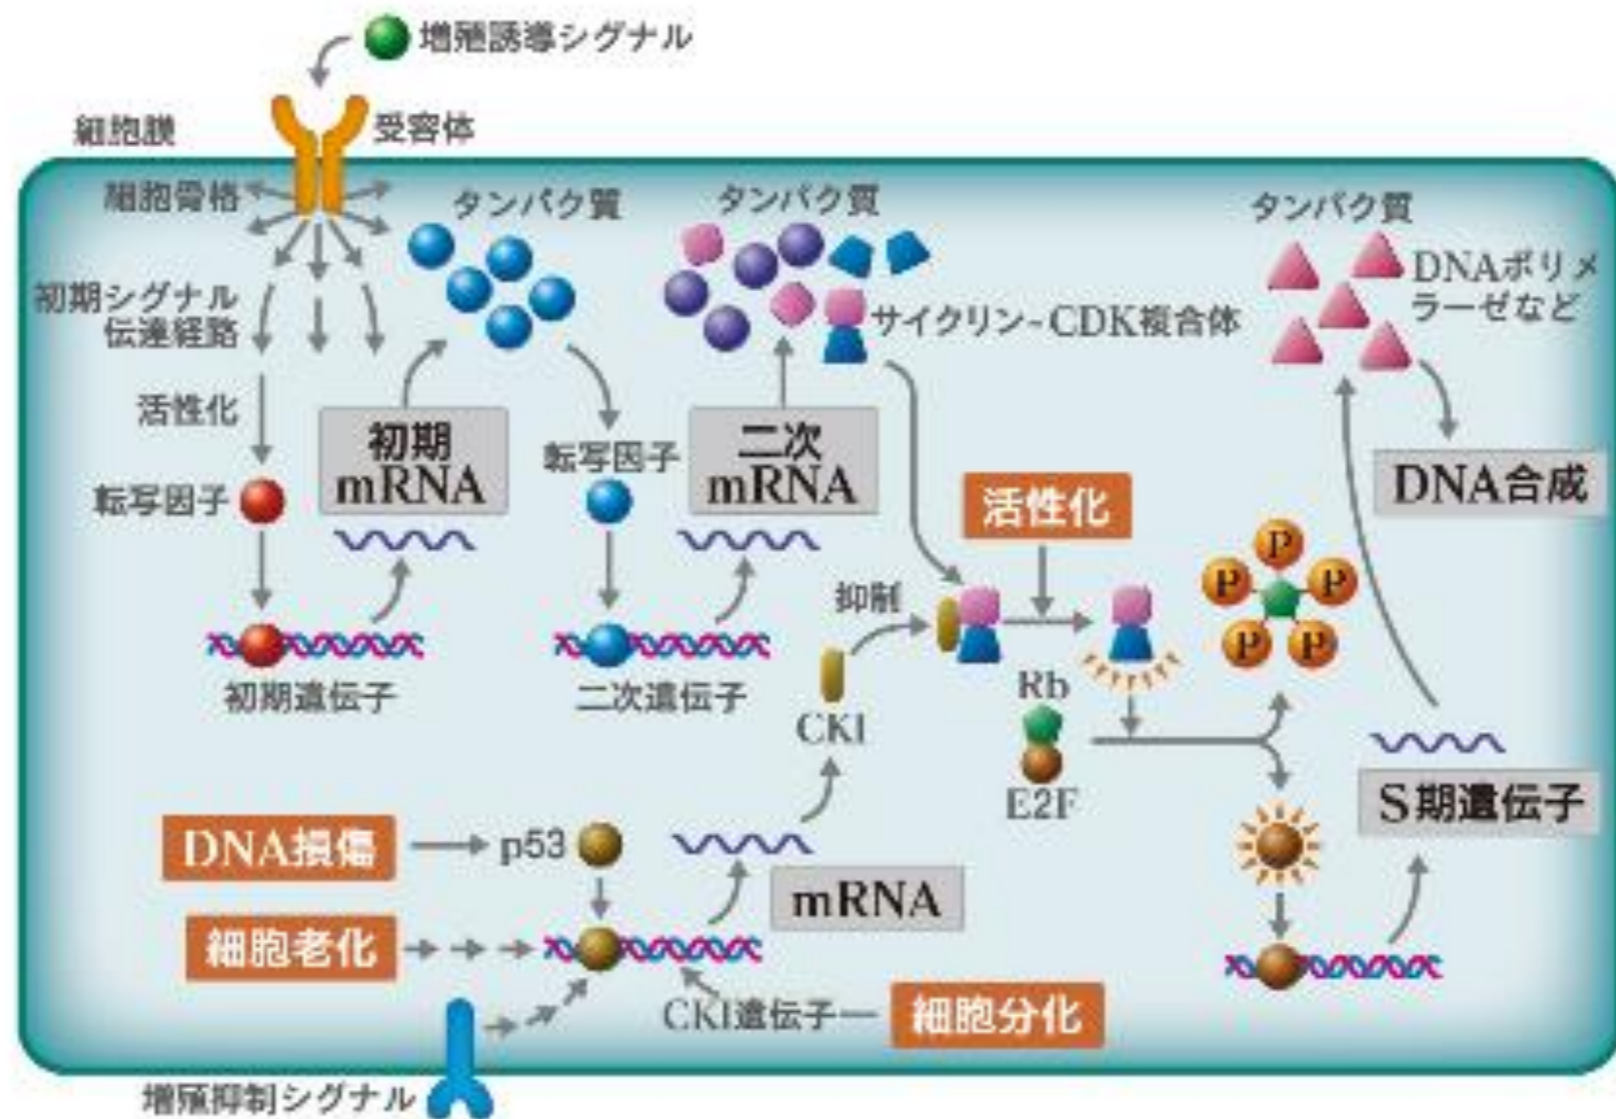 増殖誘導シグナル
細胞膜
受容体
細胞骨格
タンパク質
タンパク質
タンパク質
初期シグナル
伝達経路
サイクリン-CDK複合体
DNAポリメ
ラーゼなど
活性化
初期
mRNA
転写因子
二次
mRNA
DNA合成
転写因子
活性化
P
P
P
P
P
抑制
初期遺伝子
二次遺伝子
CKI
Rb
E2F
S期遺伝子
DNA損傷
p53
mRNA
細胞老化
CKI遺伝子
細胞分化
増殖抑制シグナル